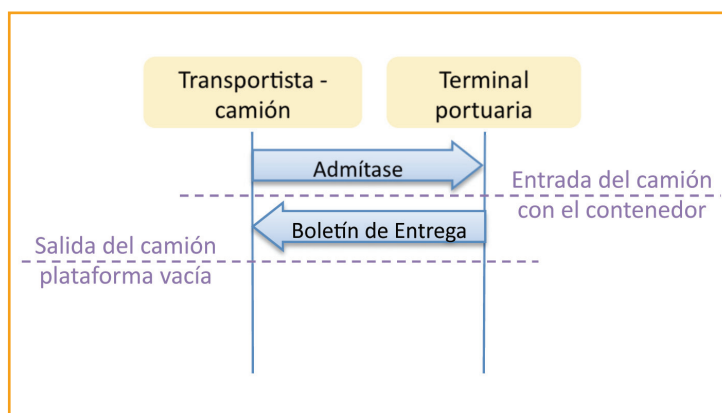 Transportista -
camión
Terminal
portuaria
Admítase
Entrada del camión
con el contenedor
Boletín de Entrega
Salida del camión
plataforma vacía